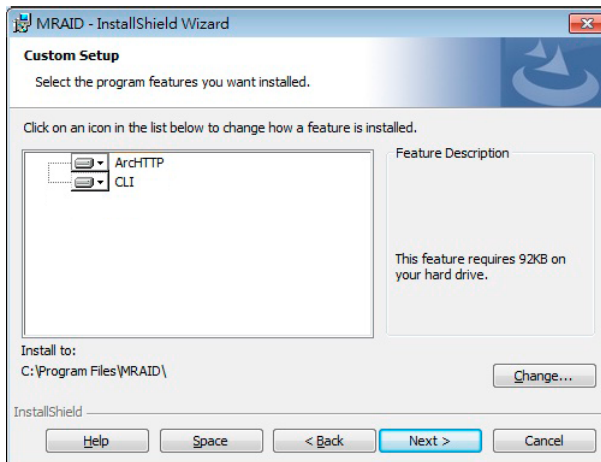 MRAID - InstallShield Wizard
Custom Setup
Select the program features you want installed.
Click on an icon in the list below to change how a feature is installed.
ArcHTTP
CLI
Feature Description
This feature requires 92KB on
your hard drive.
Install to:
C:\Program Files\MRAID\
Change...
InstallShield
Help
Space
< Back
Next >
Cancel